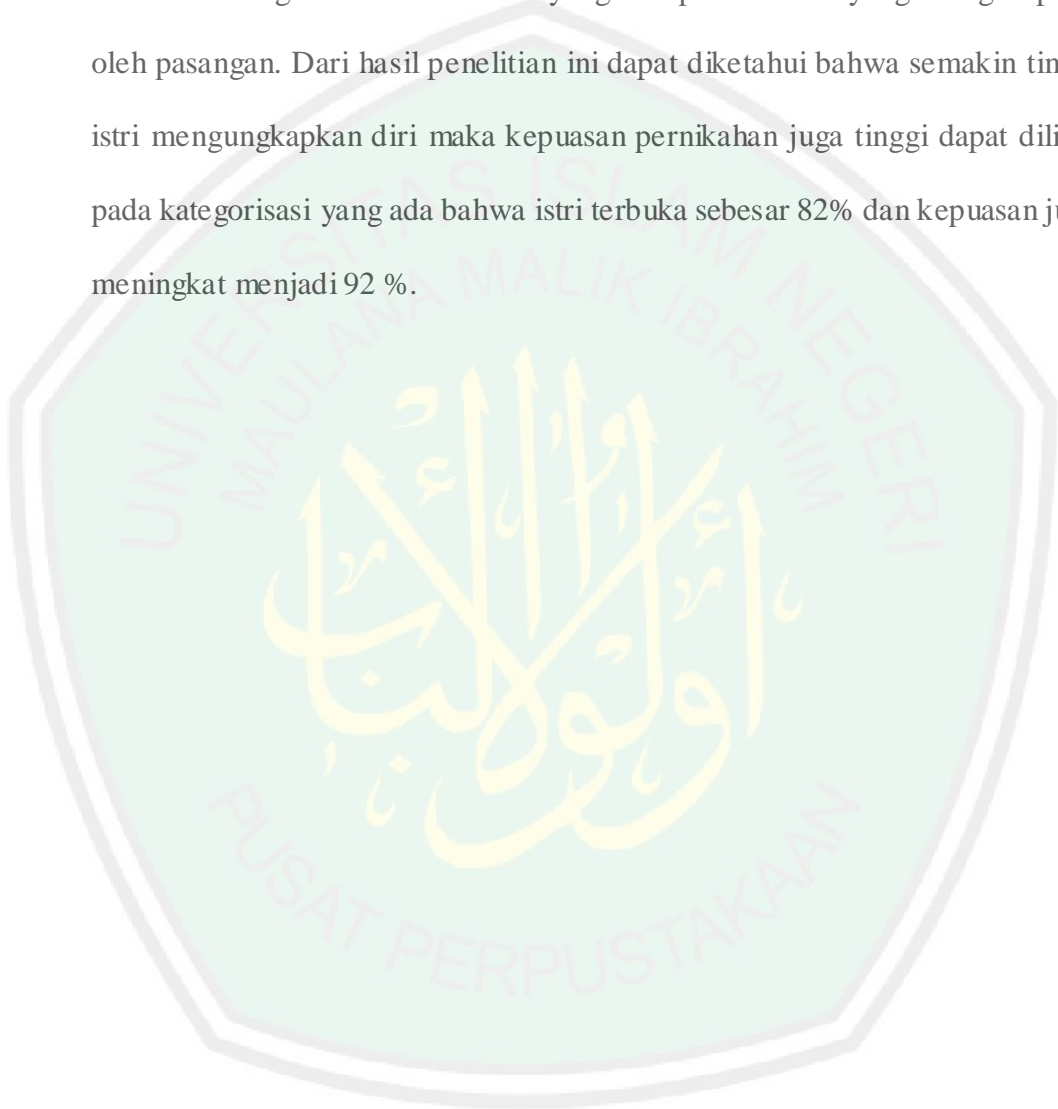 oleh pasangan. Dari hasil penelitian ini dapat diketahui bahwa semakin
istri mengungkapkan diri maka kepuasan pernikahan juga tinggi dapat
pada kategorisasi yang ada bahwa istri terbuka sebesar 82% dan kepuasan
meningkat menjadi 92 %.
UNIVERSITAS ISLAM NEGERI
MAULANA MALIK IBRAHIM
أولوا الألباب
PUSAT PERPUSTAKAAN